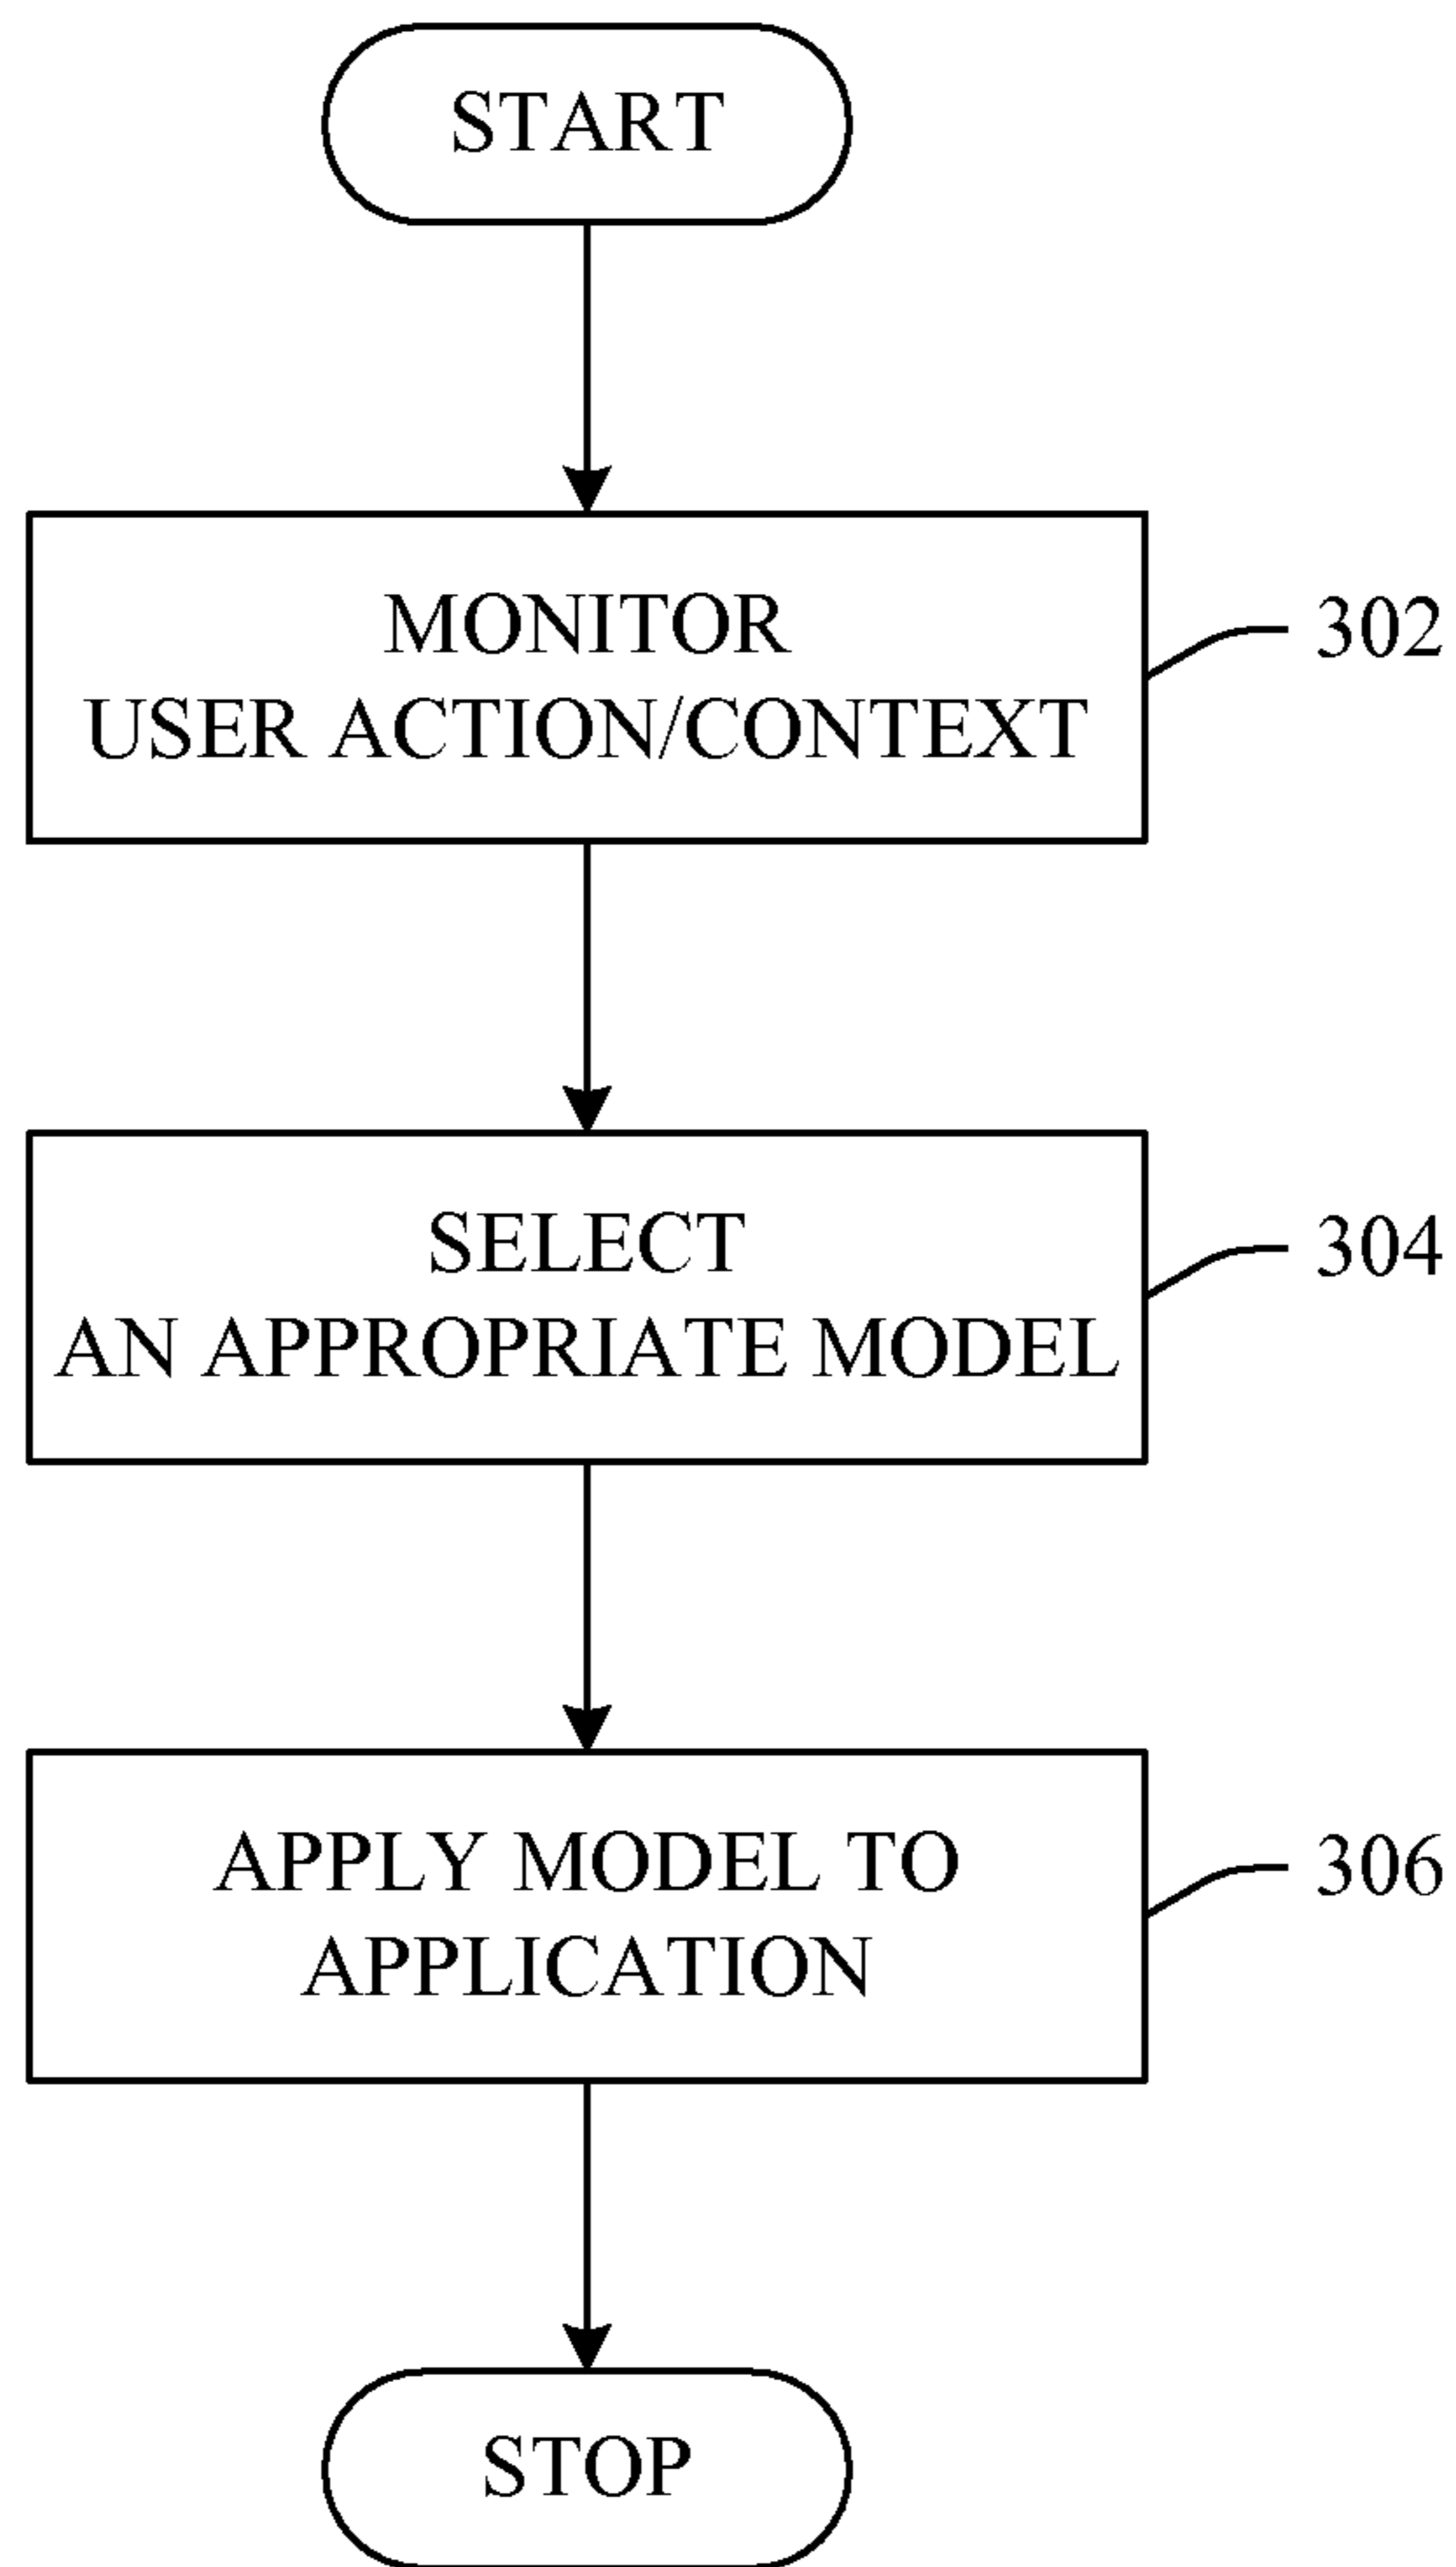 START
MONITOR
USER ACTION/CONTEXT
302
SELECT
AN APPROPRIATE MODEL
304
APPLY MODEL TO
APPLICATION
306
STOP